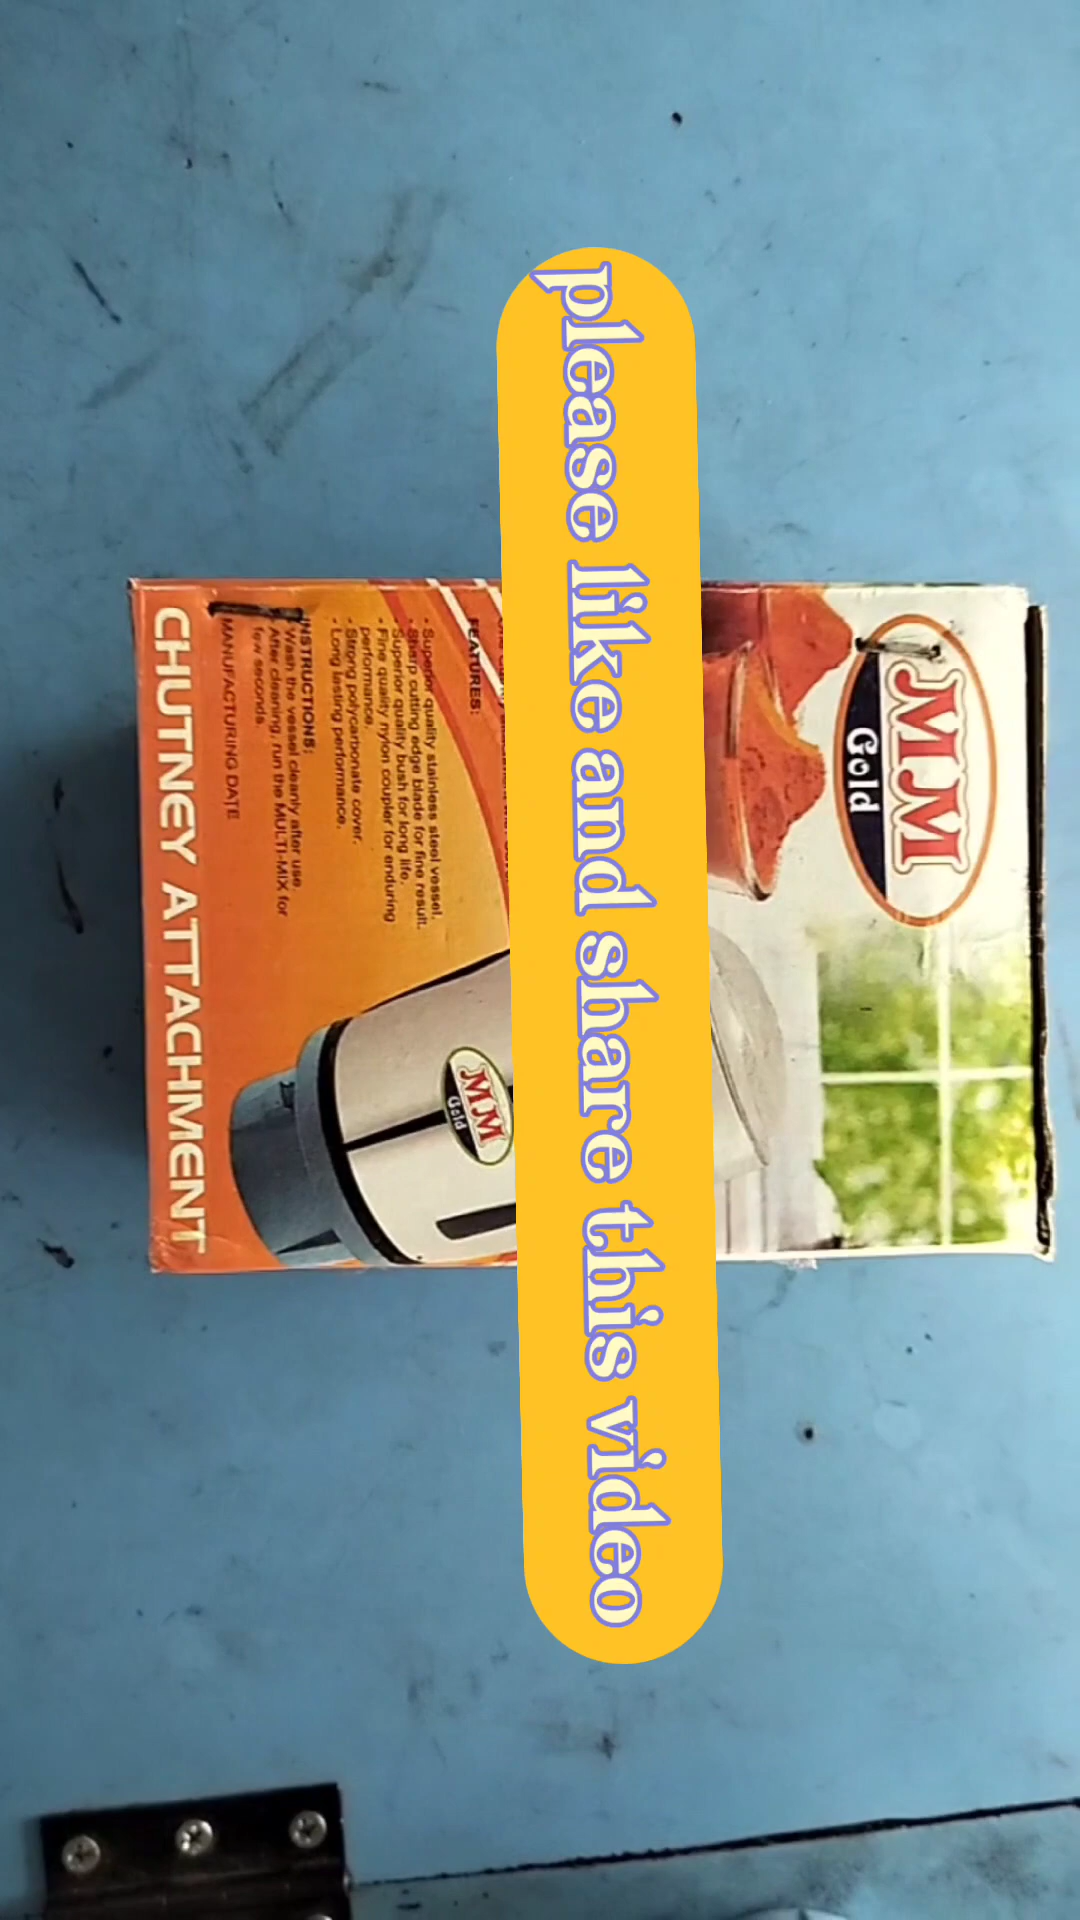 please like and share this video
MM
Gold
FEATURES:
- Superior quality stainless steel vessel.
- Sharp cutting edge blade for fine result.
- Superior quality bush for long life.
- Fine quality nylon coupler for enduring
performance.
- Strong polycarbonate cover.
- Long lasting performance.
INSTRUCTIONS:
Wash the vessel cleanly after use.
After cleaning, run the MULTI-MIX for
few seconds.
MANUFACTURING DATE
CHUTNEY ATTACHMENT
MM
Gold